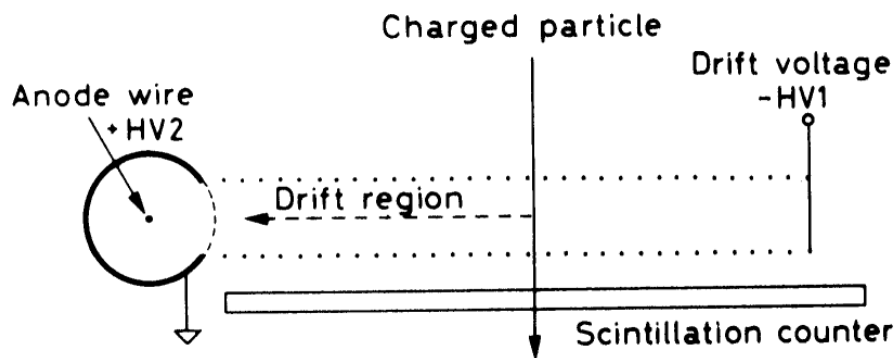 Charged particle
Drift voltage
-HV1
Anode wire
+HV2
Drift region
Scintillation counter